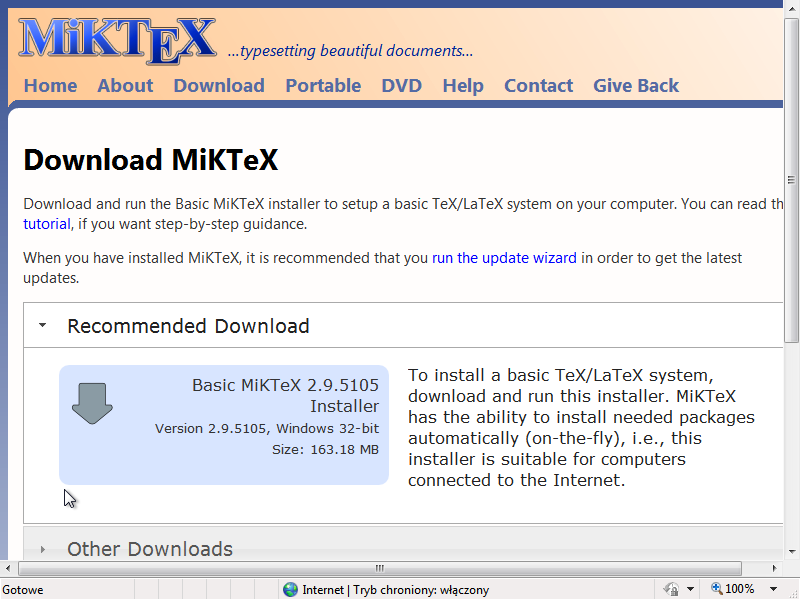 MiKTeX ...typesetting beautiful documents...
Home About Download Portable DVD Help Contact Give Back
Download MiKTeX
Download and run the Basic MiKTeX installer to setup a basic TeX/LaTeX system on your computer. You can read th
tutorial, if you want step-by-step guidance.
When you have installed MiKTeX, it is recommended that you run the update wizard in order to get the latest
updates.
Recommended Download
Basic MiKTeX 2.9.5105
Installer
Version 2.9.5105, Windows 32-bit
Size: 163.18 MB
To install a basic TeX/LaTeX system,
download and run this installer. MiKTeX
has the ability to install needed packages
automatically (on-the-fly), i.e., this
installer is suitable for computers
connected to the Internet.
Other Downloads
Gotowe Internet | Tryb chroniony: włączony 100%